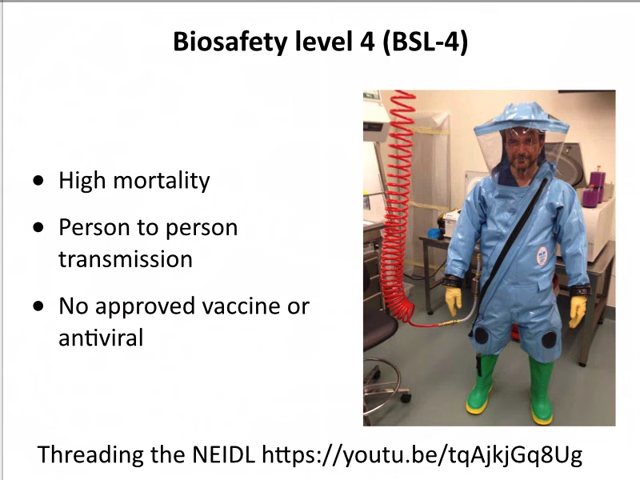 Biosafety level 4 (BSL-4)
● High mortality
● Person to person
transmission
● No approved vaccine or
antiviral
Threading the NEIDL https://youtu.be/tqAjkjGq8Ug